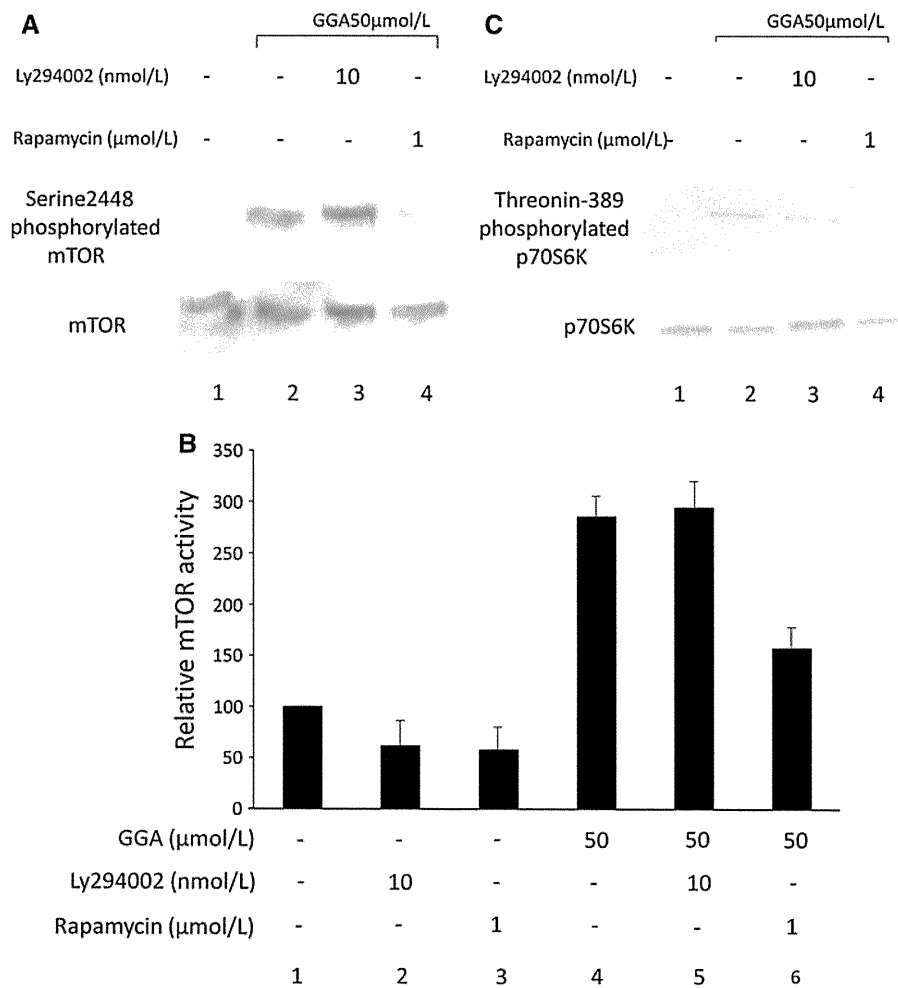 A
GGA50µmol/L
Ly294002 (nmol/L) - - 10 -
Rapamycin (µmol/L) - - - 1
Serine2448
phosphorylated
mTOR
mTOR
1 2 3 4
C
GGA50µmol/L
Ly294002 (nmol/L) - - 10 -
Rapamycin (µmol/L) - - - 1
Threonin-389
phosphorylated
p70S6K
p70S6K
1 2 3 4
B
Relative mTOR activity
350
300
250
200
150
100
50
0
GGA (µmol/L) - - - 50 50 50
Ly294002 (nmol/L) - 10 - - 10 -
Rapamycin (µmol/L) - - 1 - - 1
1 2 3 4 5 6